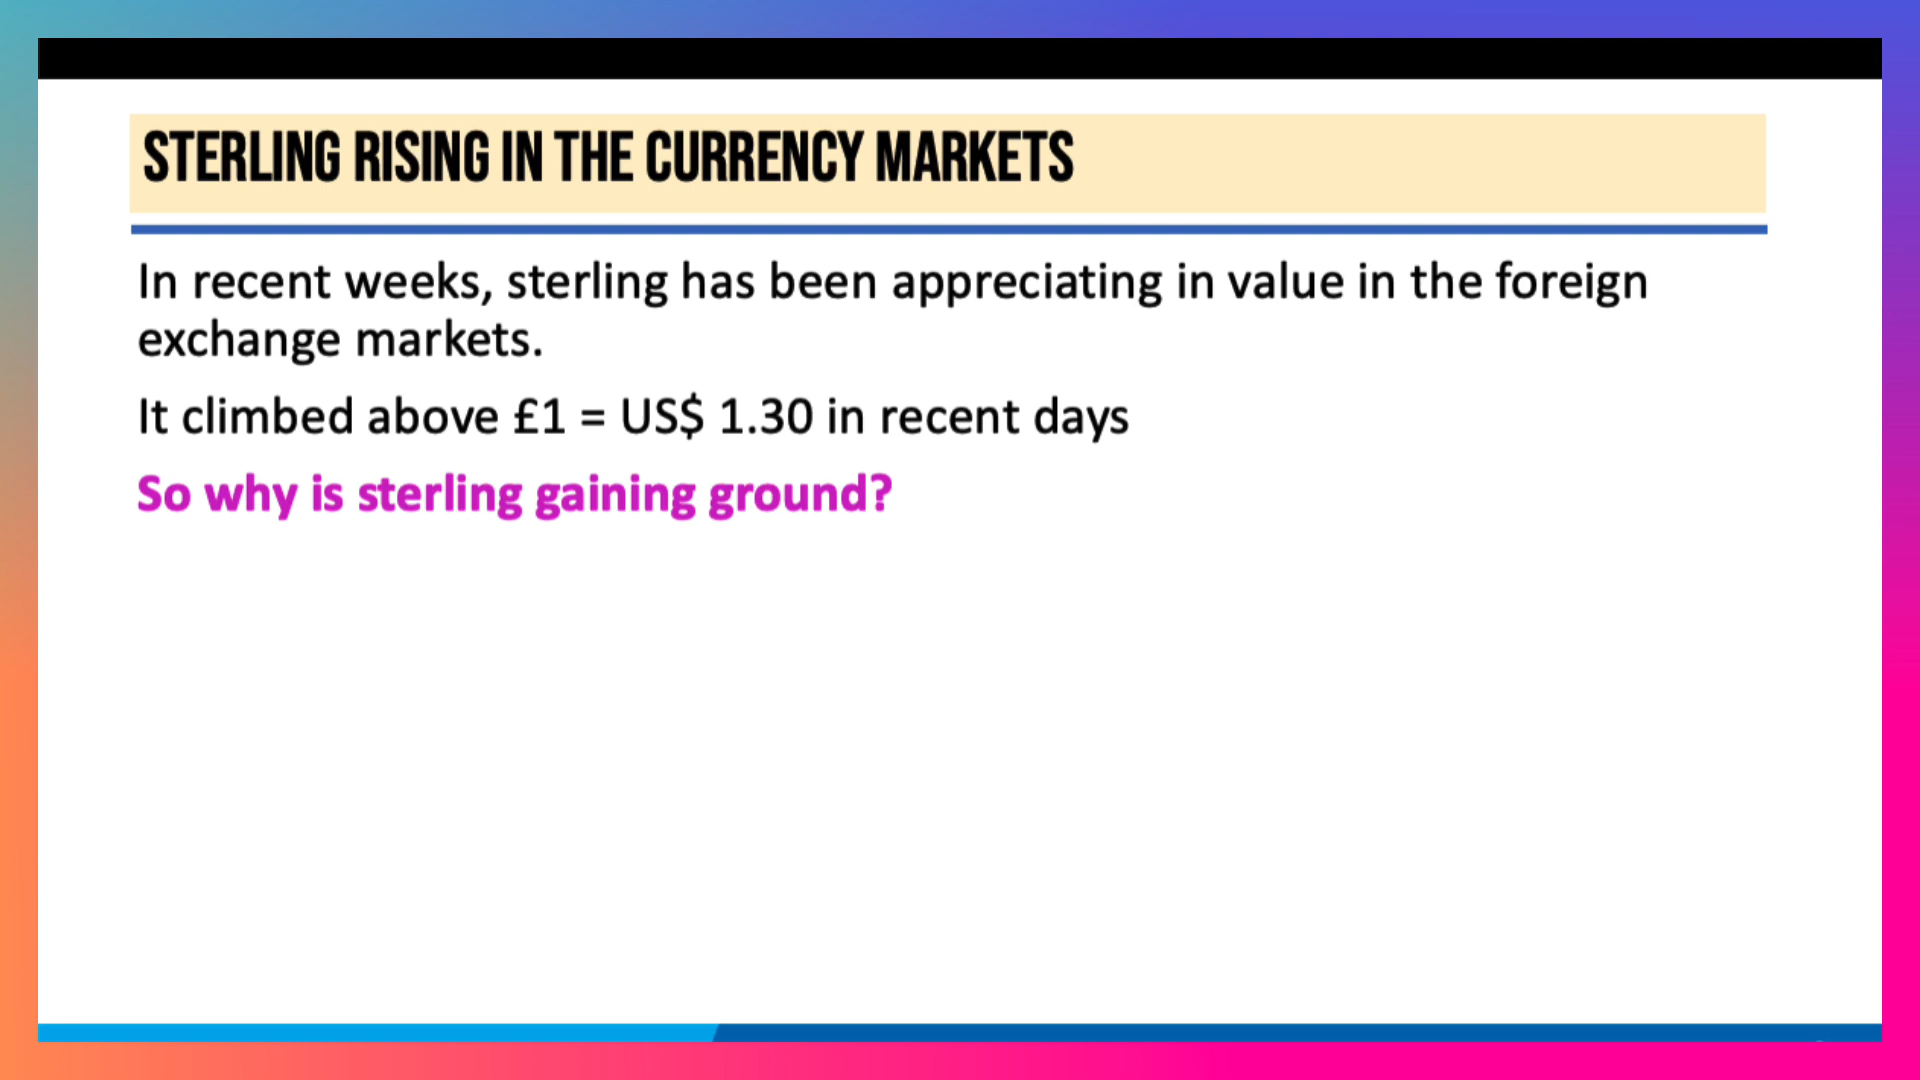 STERLING RISING IN THE CURRENCY MARKETS
In recent weeks, sterling has been appreciating in value in the foreign
exchange markets.
It climbed above £1 = US$ 1.30 in recent days
So why is sterling gaining ground?